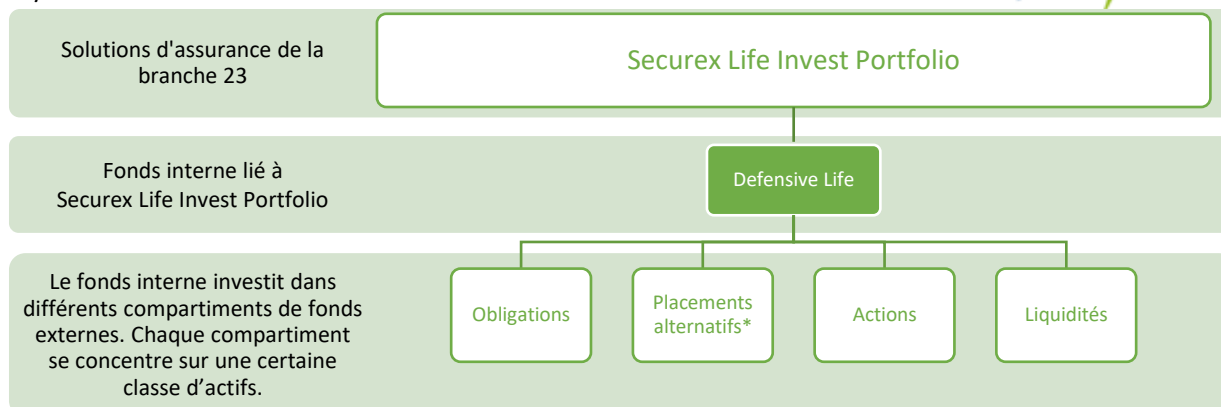 Solutions d'assurance de la
branche 23
Securex Life Invest Portfolio
Fonds interne lié à
Securex Life Invest Portfolio
Defensive Life
Le fonds interne investit dans
différents compartiments de fonds
externes. Chaque compartiment
se concentre sur une certaine
classe d’actifs.
Obligations
Placements
alternatifs*
Actions
Liquidités